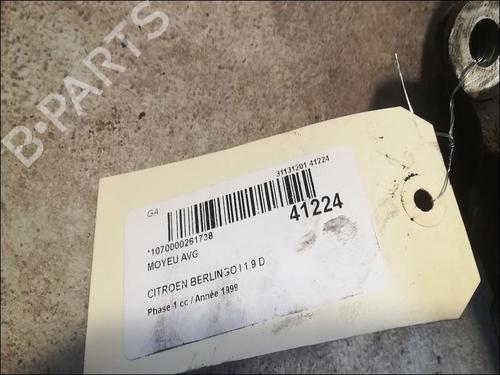 B-PARTS
GA
31131201 41224
41224
*1070000261738
MOYEU AVG
CITROEN BERLINGO I 1.9 D
Phase 1 cc / Année 1999